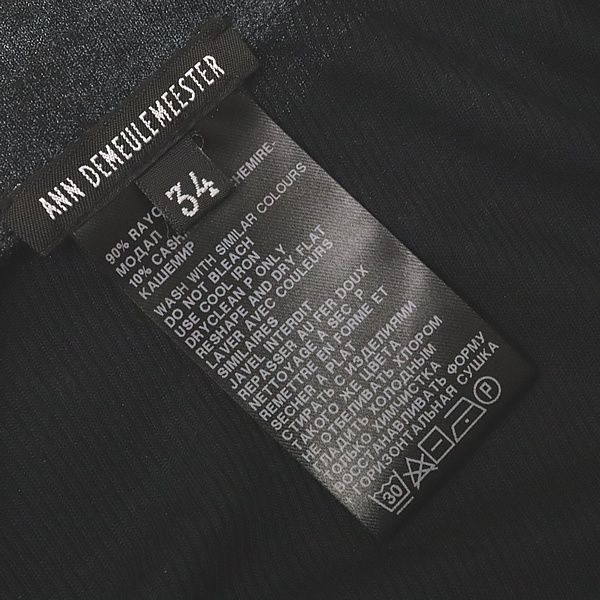 ANN DEMEULEMEESTER
34
90% RAYO
CHEMIRE-
МОДАЛ
10% CASH
КАШЕМИР
WASH WITH SIMILAR COLOURS
DO NOT BLEACH
USE COOL IRON
DRYCLEAN P ONLY
RESHAPE AND DRY FLAT
LAVER AVEC COULEURS
SIMILAIRES
JAVEL INTERDIT
REPASSER AU FER DOUX
NETTOYAGE A SEC P
REMETTRE EN FORME ET
SECHER A PLAT
СТИРАТЬ С ИЗДЕЛИЯМИ
ТАКОГО ЖЕ ЦВЕТА
НЕ ОТБЕЛИВАТЬ ХЛОРОМ
ГЛАДИТЬ ХОЛОДНЫМ
ТОЛЬКО ХИМЧИСТКА
ВОССАНАВЛИВАТЬ ФОРМУ
ГОРИЗОНТАЛЬНАЯ СУШКА
30 P